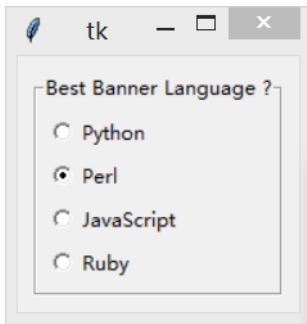 tk
Best Banner Language ?
Python
Perl
JavaScript
Ruby